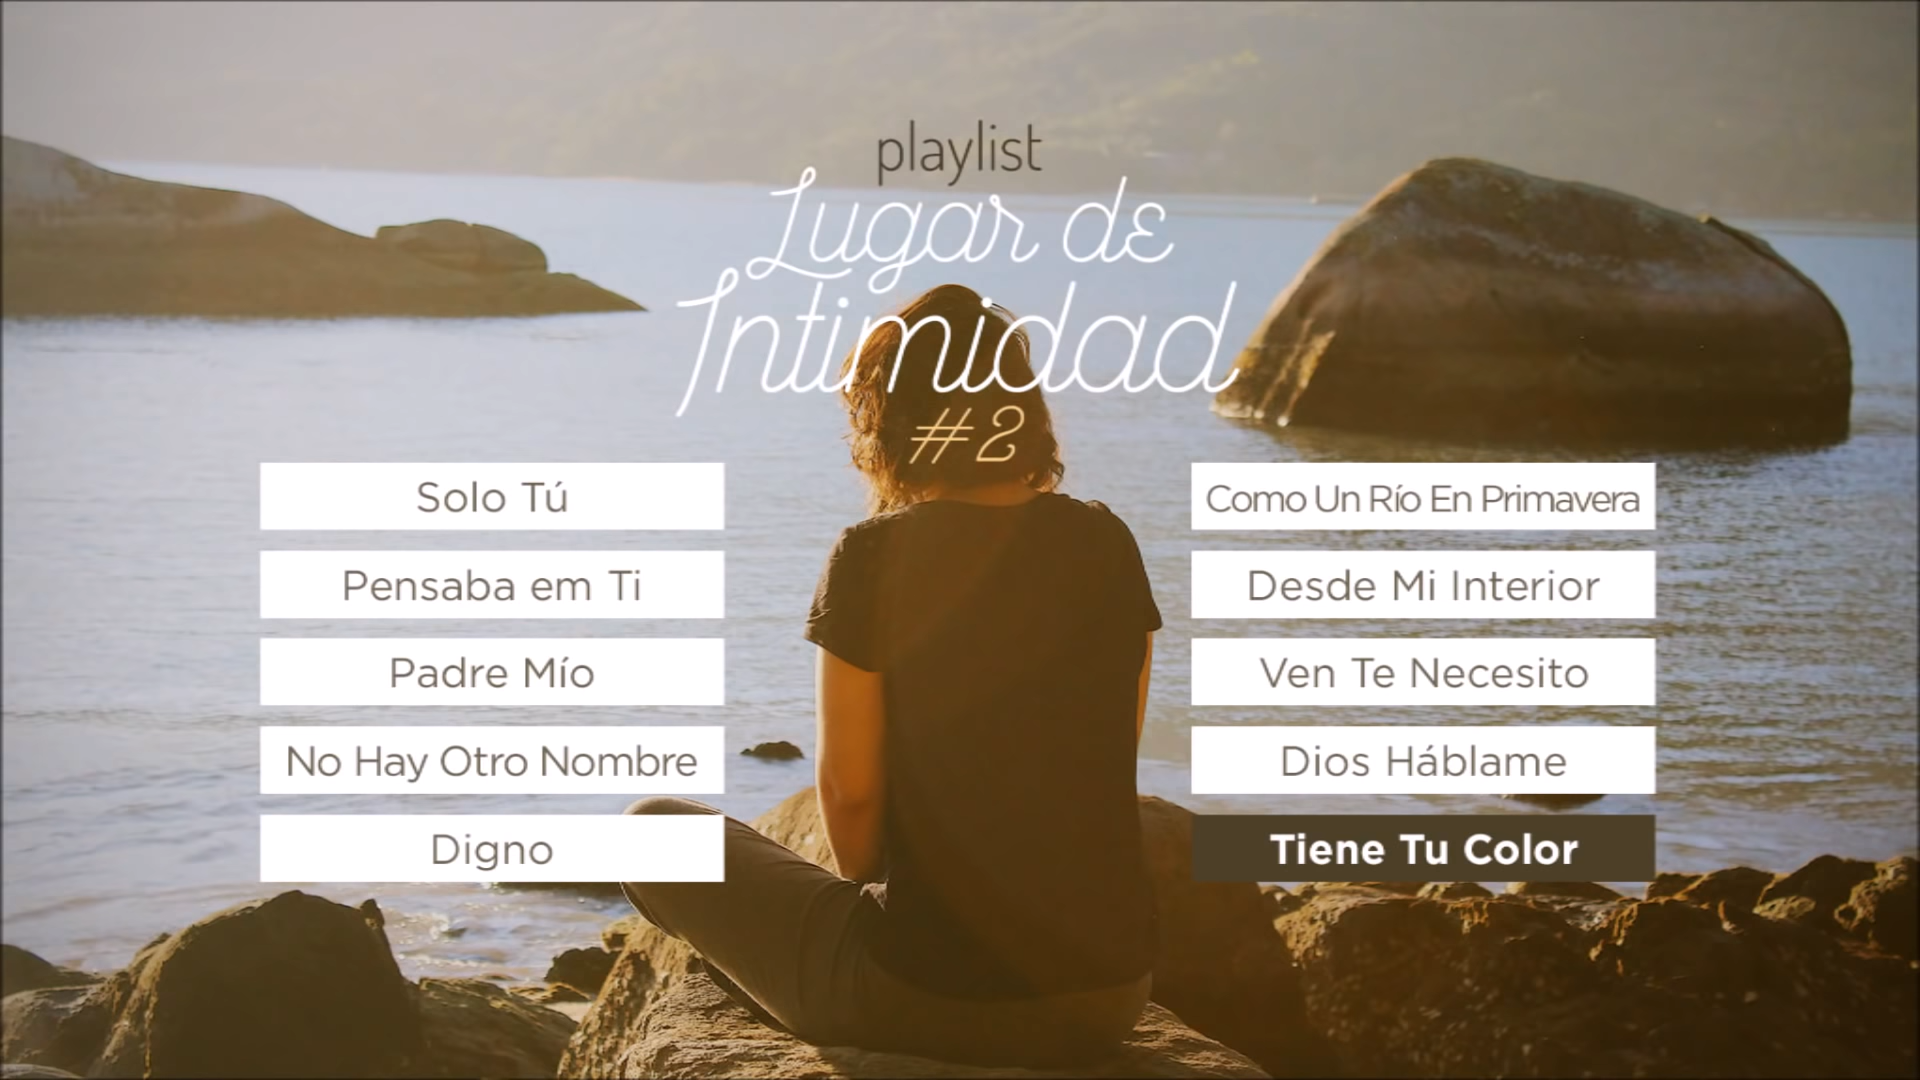 playlist
Lugar de
Intimidad
#2
Solo Tú
Pensaba em Ti
Padre Mío
No Hay Otro Nombre
Digno
Como Un Río En Primavera
Desde Mi Interior
Ven Te Necesito
Dios Háblame
Tiene Tu Color